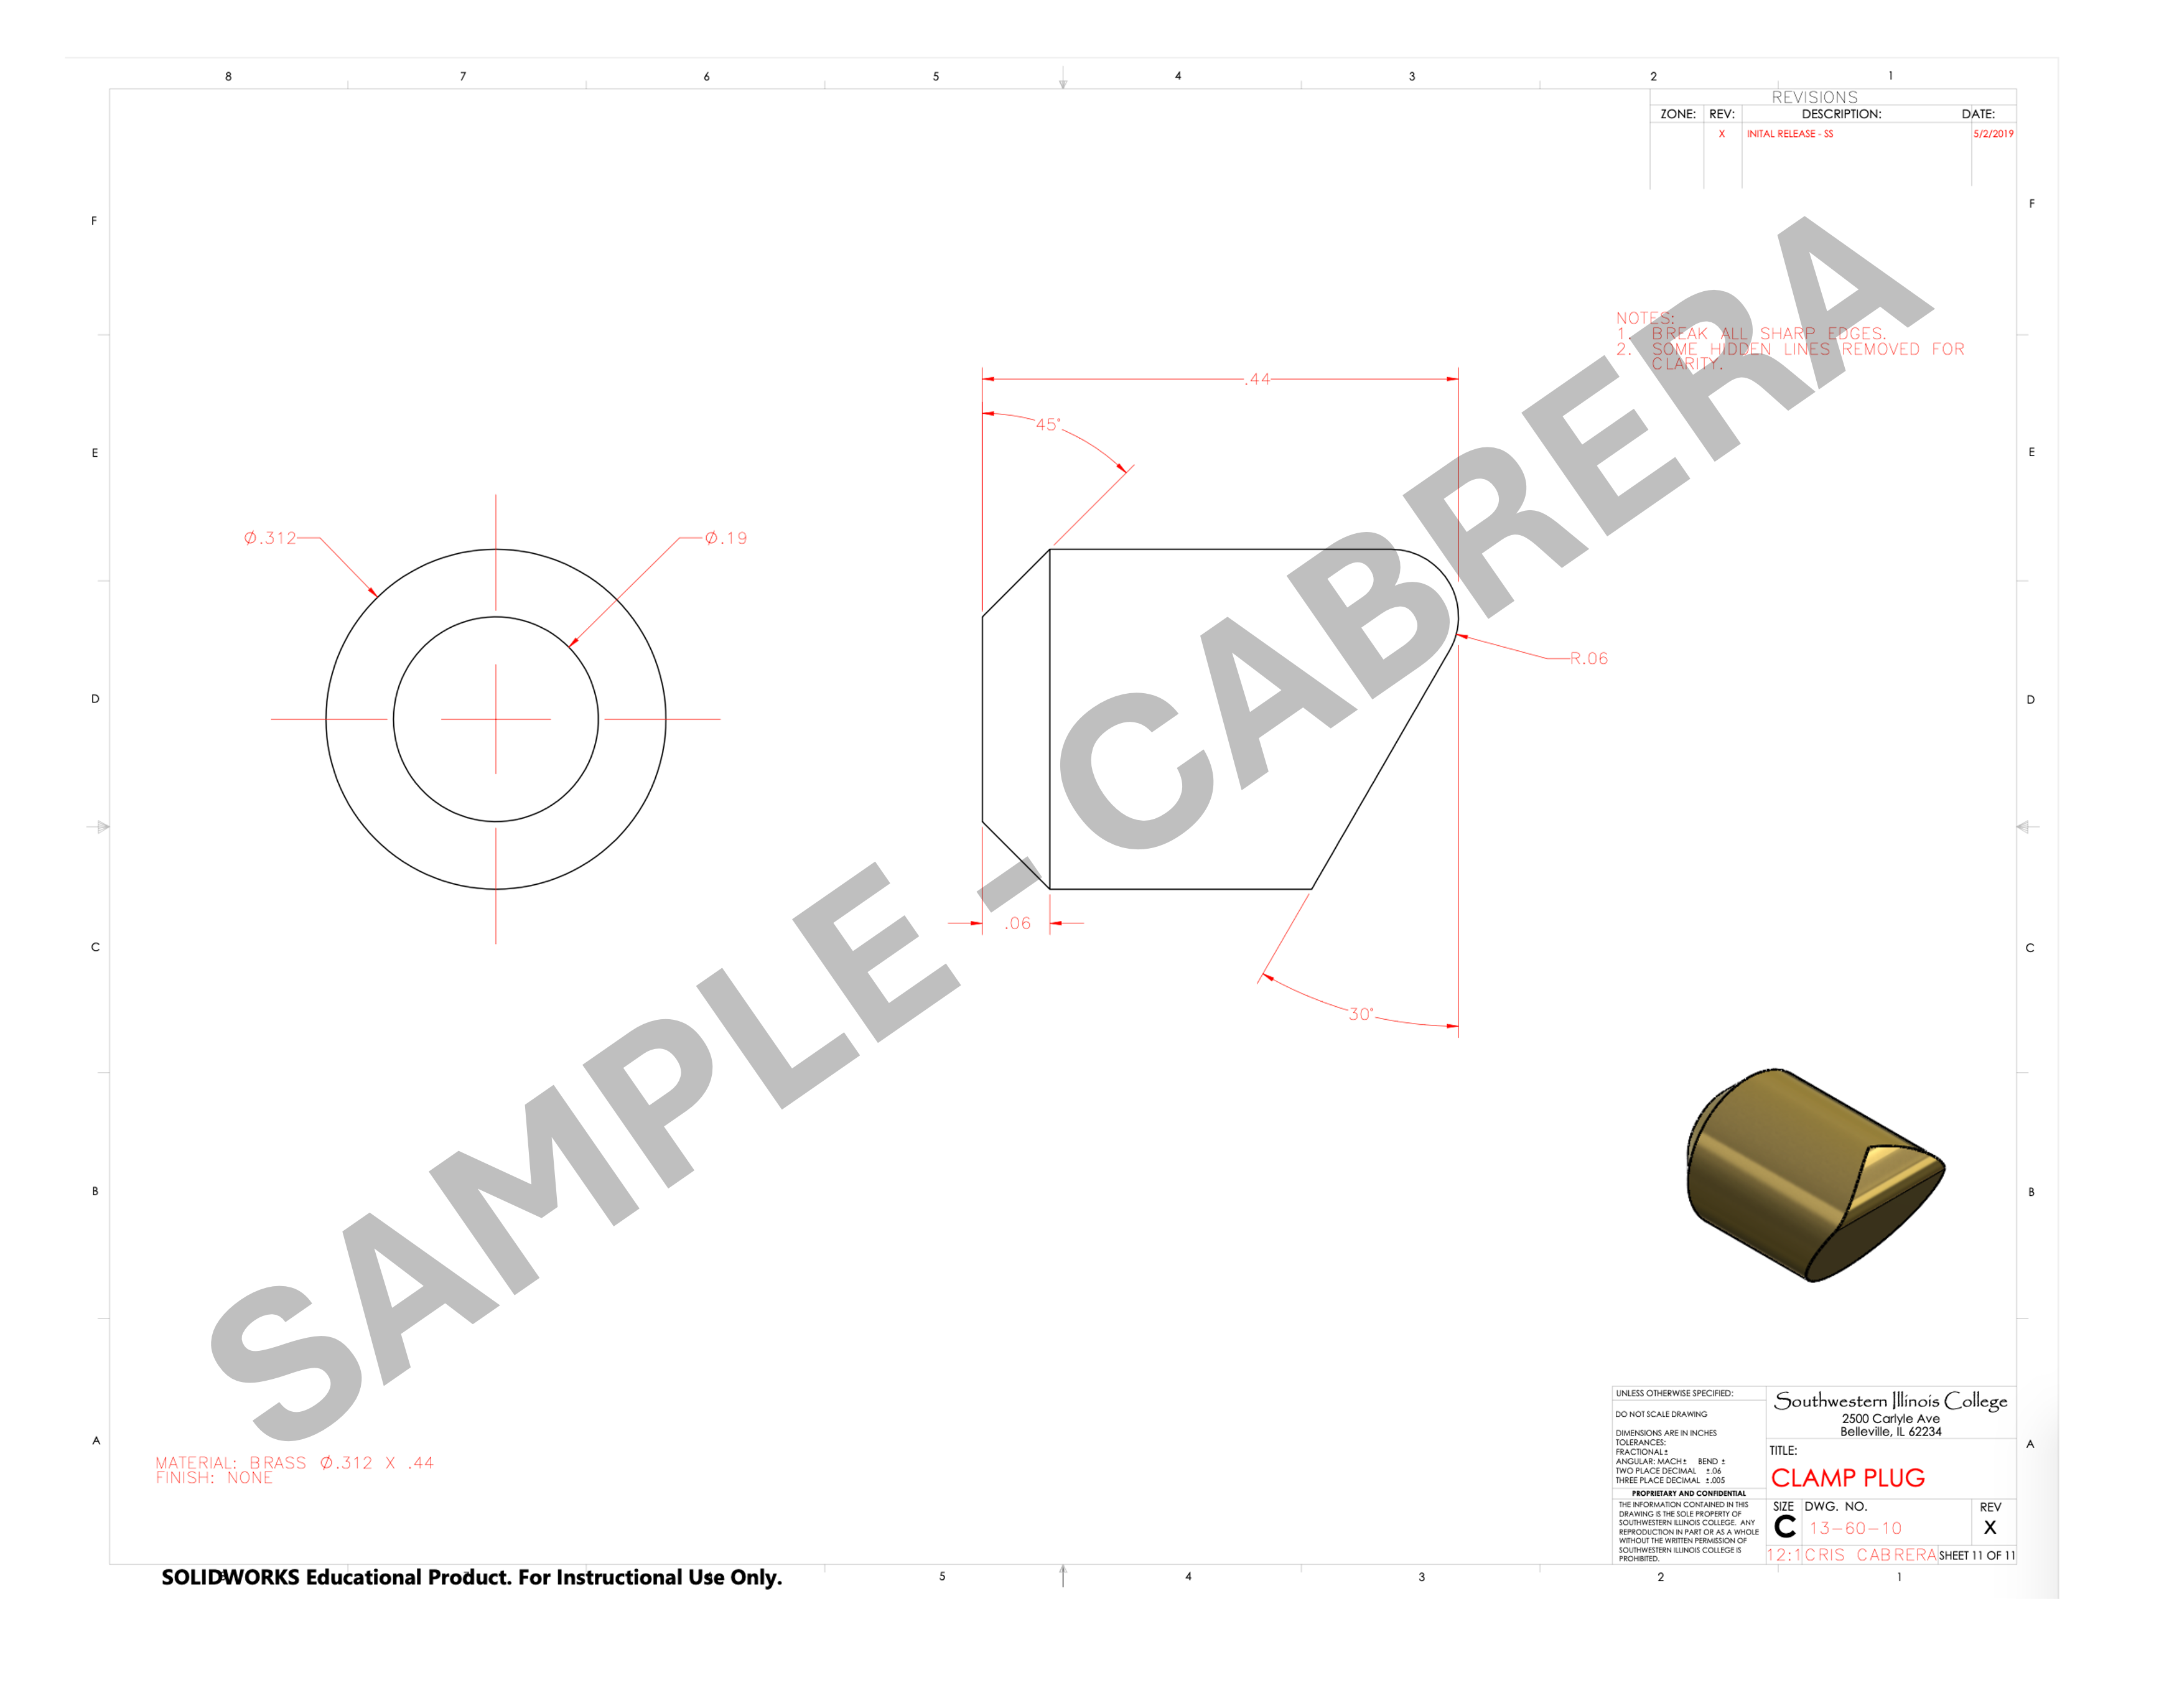 8 7 6 5 4 3 2 1
REVISIONS
ZONE: REV: DESCRIPTION: DATE:
X INITAL RELEASE - SS 5/2/2019
F F
NOTES:
1. BREAK ALL SHARP EDGES.
2. SOME HIDDEN LINES REMOVED FOR
CLARITY.
.44
45°
E E
Ø.312 Ø.19
R.06
D D
.06
C C
30°
SAMPLE - CABRERA
B B
A A
MATERIAL: BRASS Ø.312 X .44
FINISH: NONE
UNLESS OTHERWISE SPECIFIED:
DO NOT SCALE DRAWING
DIMENSIONS ARE IN INCHES
TOLERANCES:
FRACTIONAL ±
ANGULAR: MACH ± BEND ±
TWO PLACE DECIMAL ±.06
THREE PLACE DECIMAL ±.005
PROPRIETARY AND CONFIDENTIAL
THE INFORMATION CONTAINED IN THIS
DRAWING IS THE SOLE PROPERTY OF
SOUTHWESTERN ILLINOIS COLLEGE. ANY
REPRODUCTION IN PART OR AS A WHOLE
WITHOUT THE WRITTEN PERMISSION OF
SOUTHWESTERN ILLINOIS COLLEGE IS
PROHIBITED.
Southwestern Illinois College
2500 Carlyle Ave
Belleville, IL 62234
TITLE:
CLAMP PLUG
SIZE DWG. NO. REV
C 13-60-10 X
12:1 CRIS CABRERA SHEET 11 OF 11
SOLIDWORKS Educational Product. For Instructional Use Only.
5 4 3 2 1